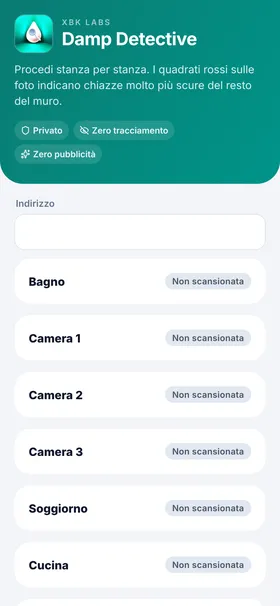 XBK LABS
Damp Detective
Procedi stanza per stanza. I quadrati rossi sulle
foto indicano chiazze molto più scure del resto
del muro.
Privato
Zero tracciamento
Zero pubblicità
Indirizzo
Bagno
Non scansionata
Camera 1
Non scansionata
Camera 2
Non scansionata
Camera 3
Non scansionata
Soggiorno
Non scansionata
Cucina
Non scansionata